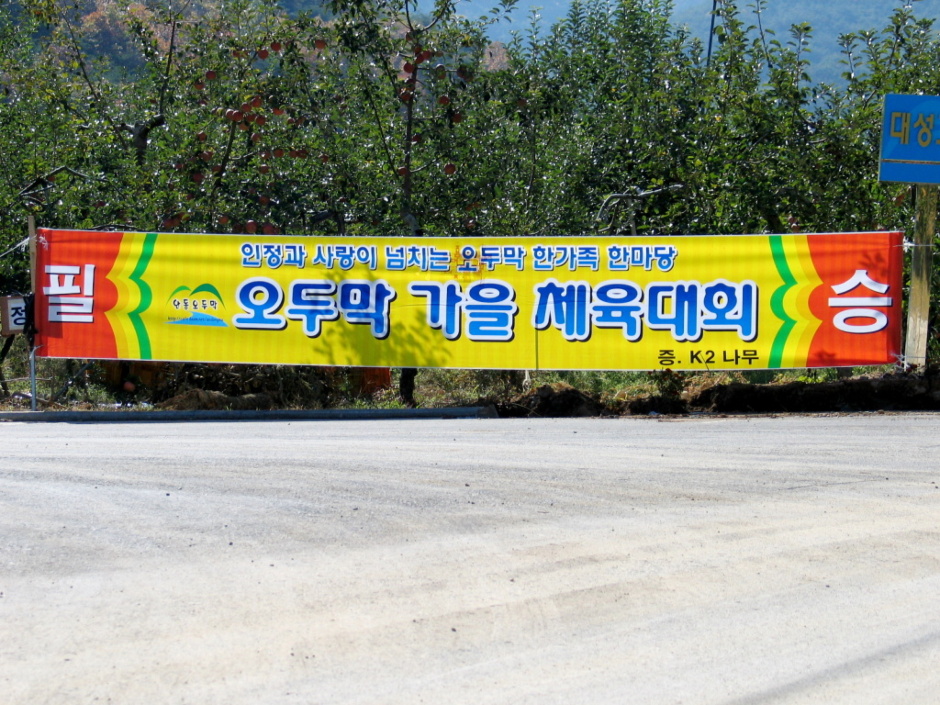 인정과 사랑이 넘치는 오두막 한가족 한마당
필
오두막 가을 체육대회
승
증. K2 나무
대성
정